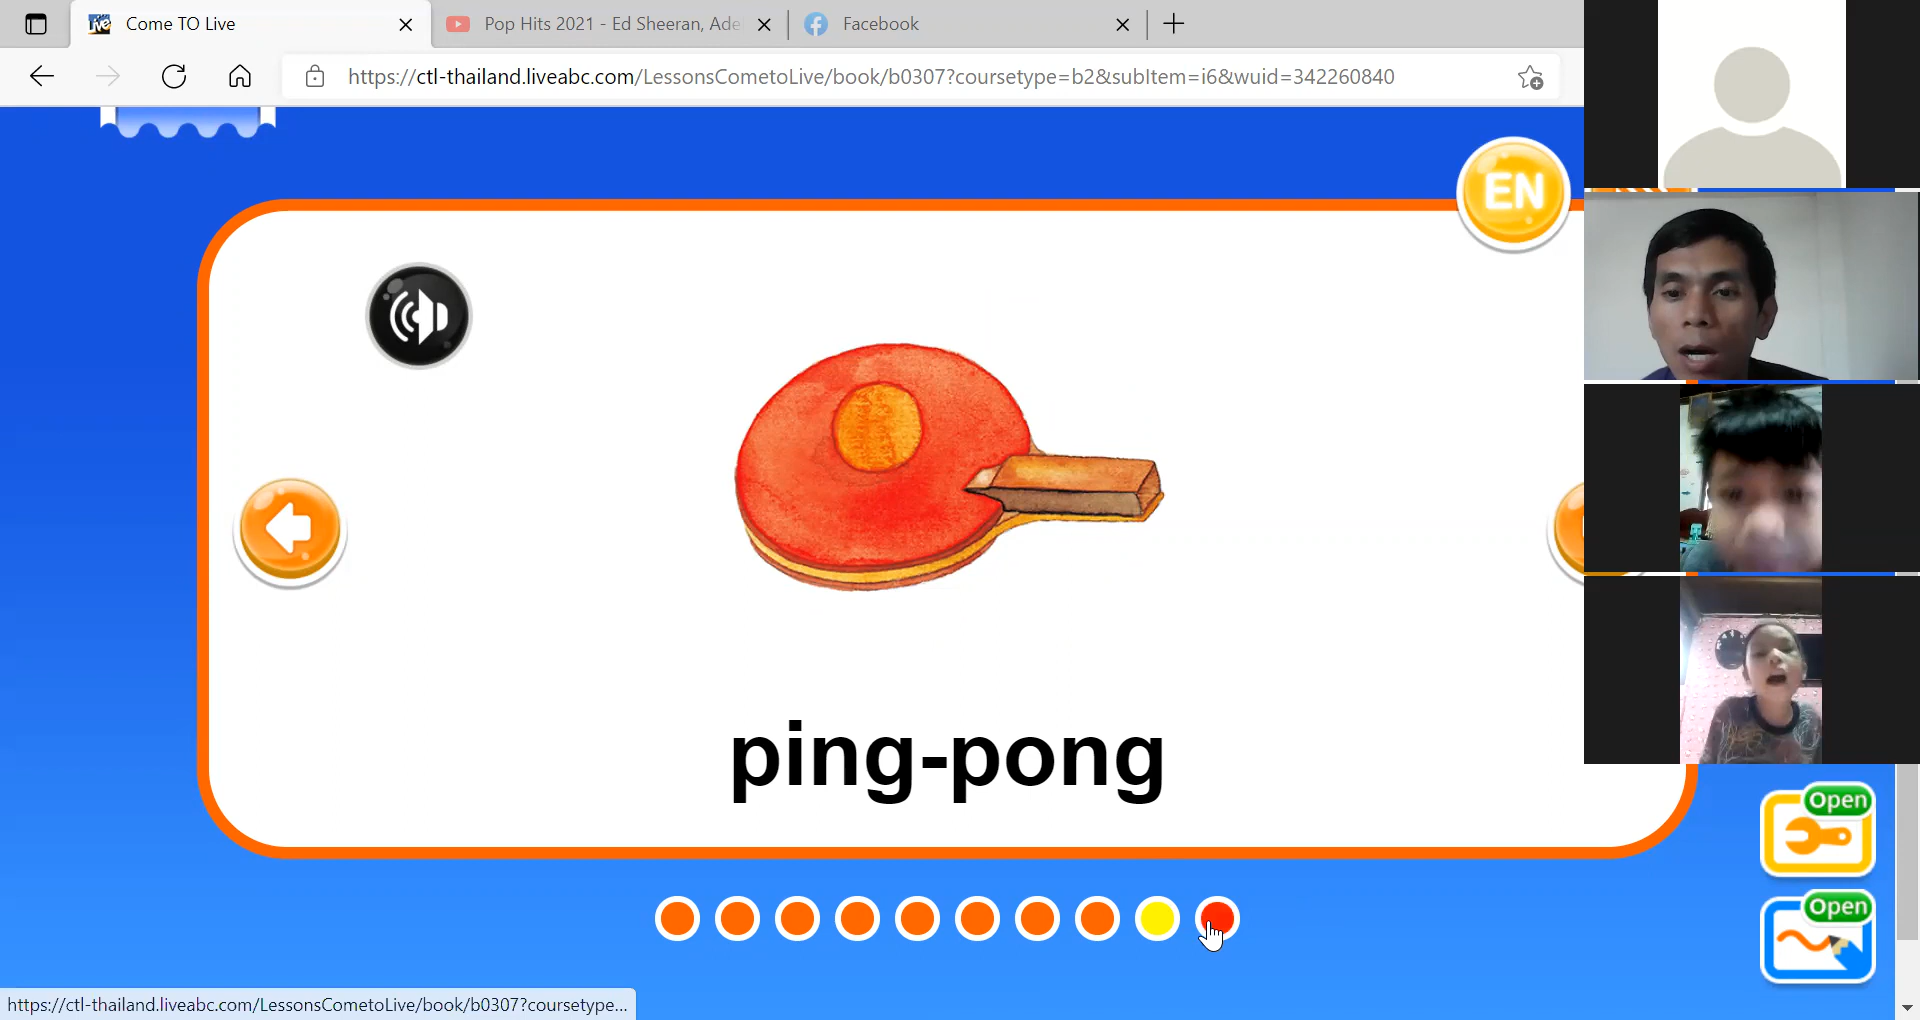 Come TO Live
Pop Hits 2021 - Ed Sheeran, Ade
Facebook
https://ctl-thailand.liveabc.com/LessonsCometoLive/book/b0307?coursetype=b2&subItem=i6&wuid=342260840
EN
ping-pong
Open
Open
https://ctl-thailand.liveabc.com/LessonsCometoLive/book/b0307?coursetype...